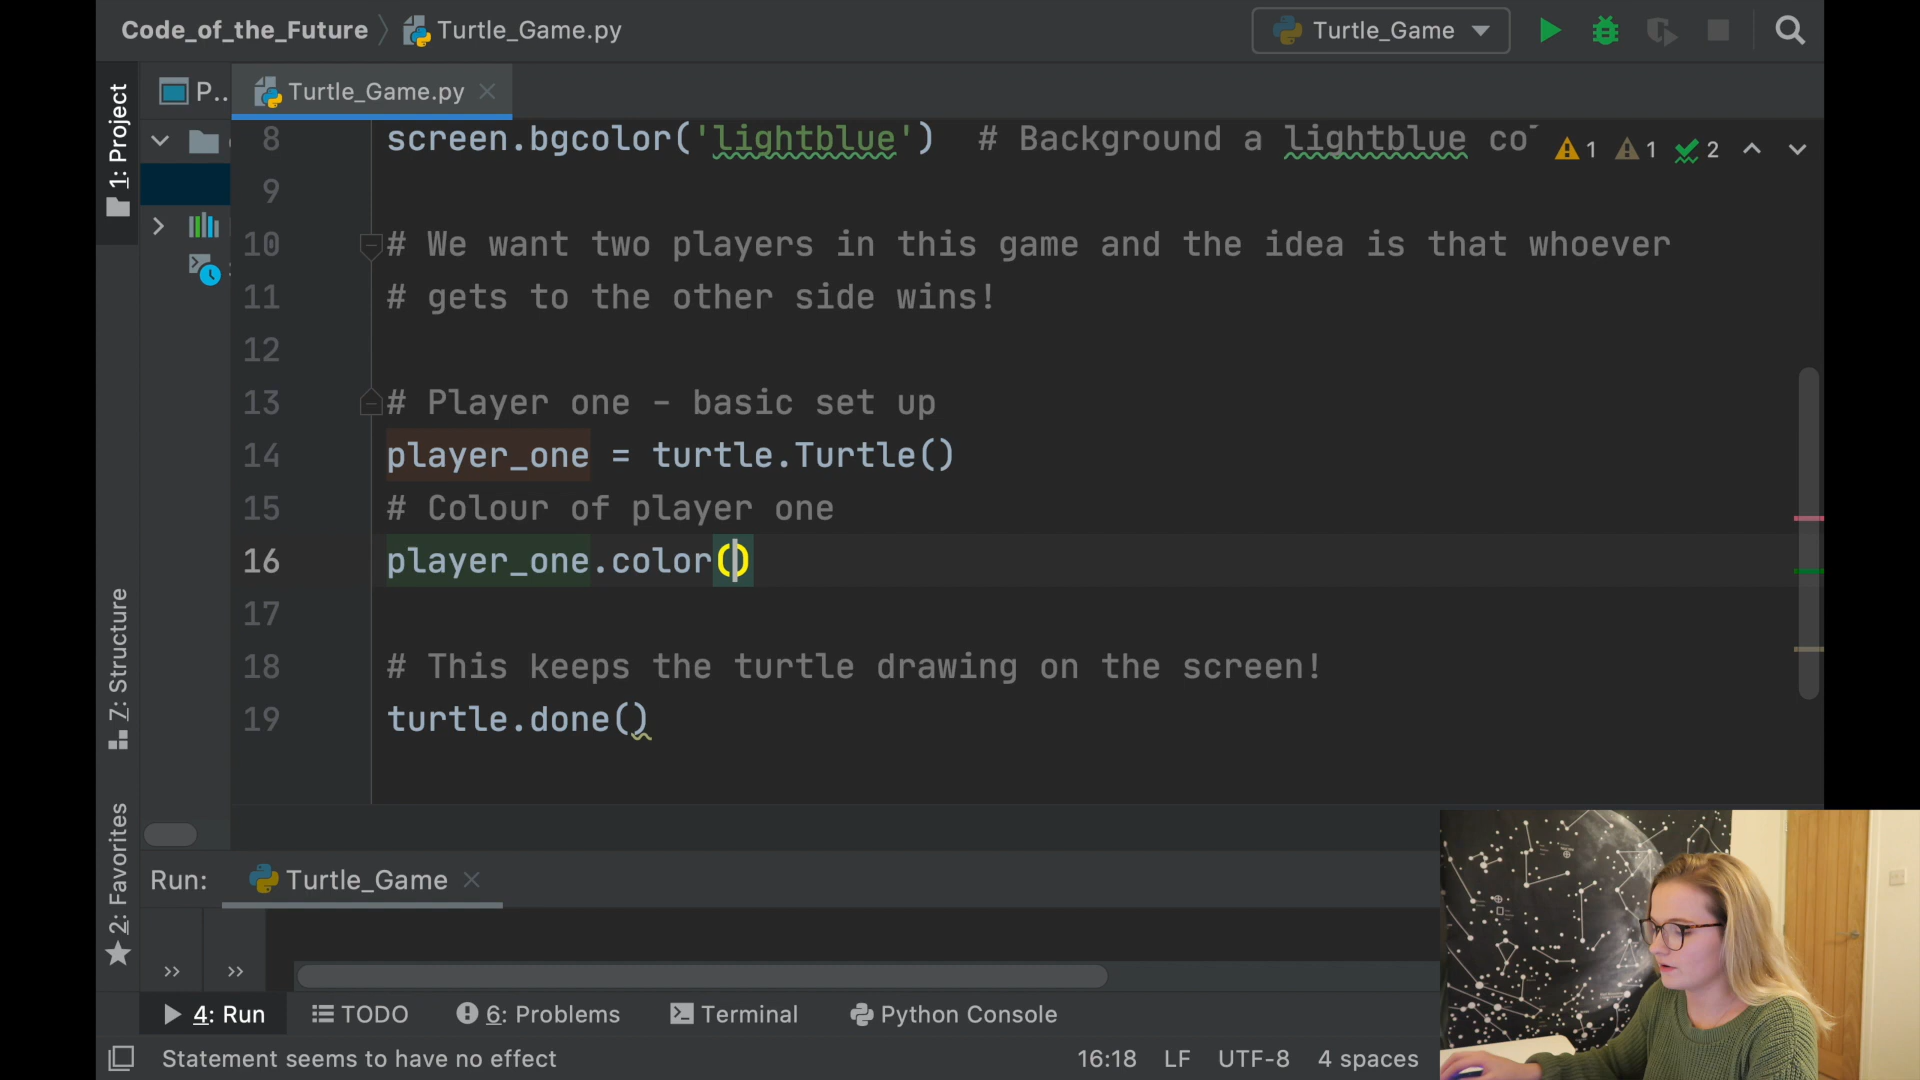 Code_of_the_Future
Turtle_Game.py
Turtle_Game
1: Project
P..
Turtle_Game.py
1
1
2
8 screen.bgcolor('lightblue')  # Background a lightblue co
9
10 # We want two players in this game and the idea is that whoever
11 # gets to the other side wins!
12
13 # Player one - basic set up
14 player_one = turtle.Turtle()
15 # Colour of player one
16 player_one.color()
17
18 # This keeps the turtle drawing on the screen!
19 turtle.done()
7: Structure
2: Favorites
Run:
Turtle_Game
4: Run
TODO
6: Problems
Terminal
Python Console
Statement seems to have no effect
16:18
LF
UTF-8
4 spaces